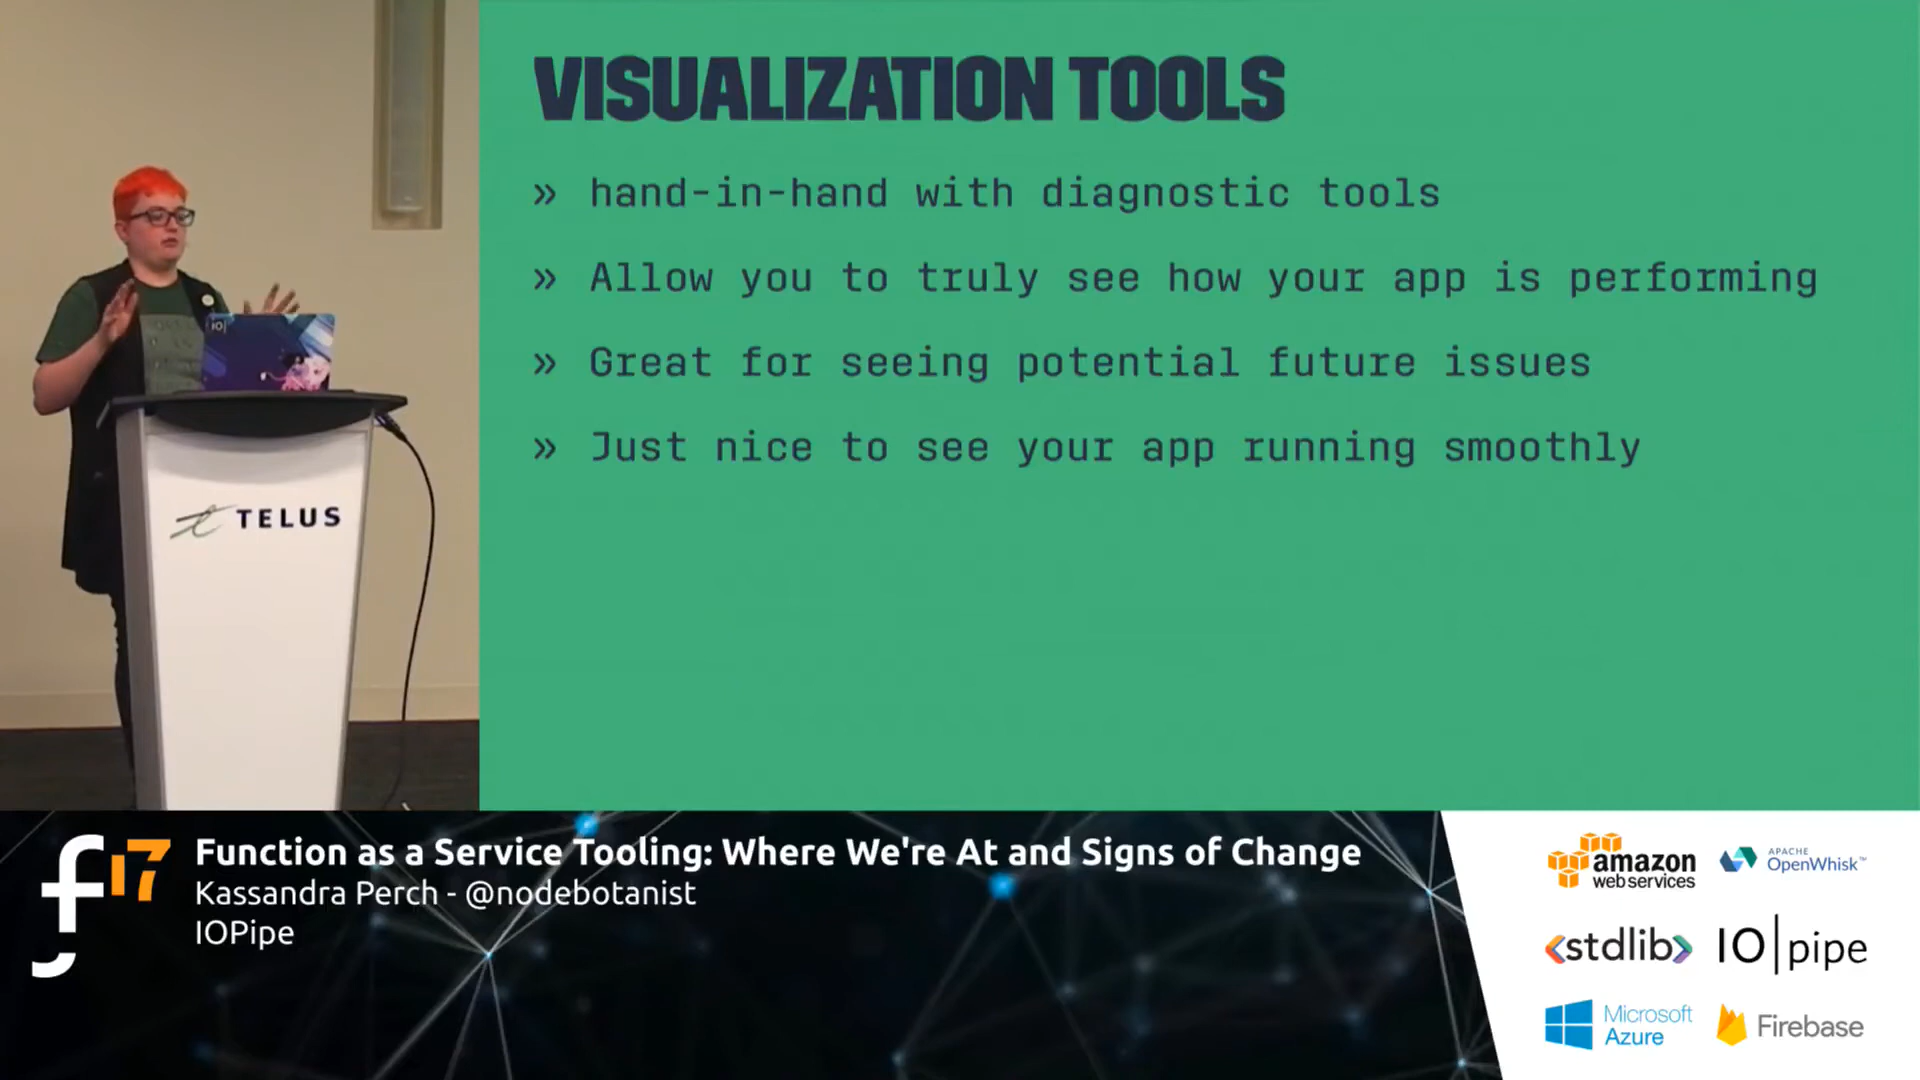 VISUALIZATION TOOLS
» hand-in-hand with diagnostic tools
» Allow you to truly see how your app is performing
» Great for seeing potential future issues
» Just nice to see your app running smoothly
IO|
TELUS
f17
Function as a Service Tooling: Where We're At and Signs of Change
Kassandra Perch - @nodebotanist
IOPipe
amazon
webservices
APACHE
OpenWhisk™
<stdlib>
IO|pipe
Microsoft
Azure
Firebase